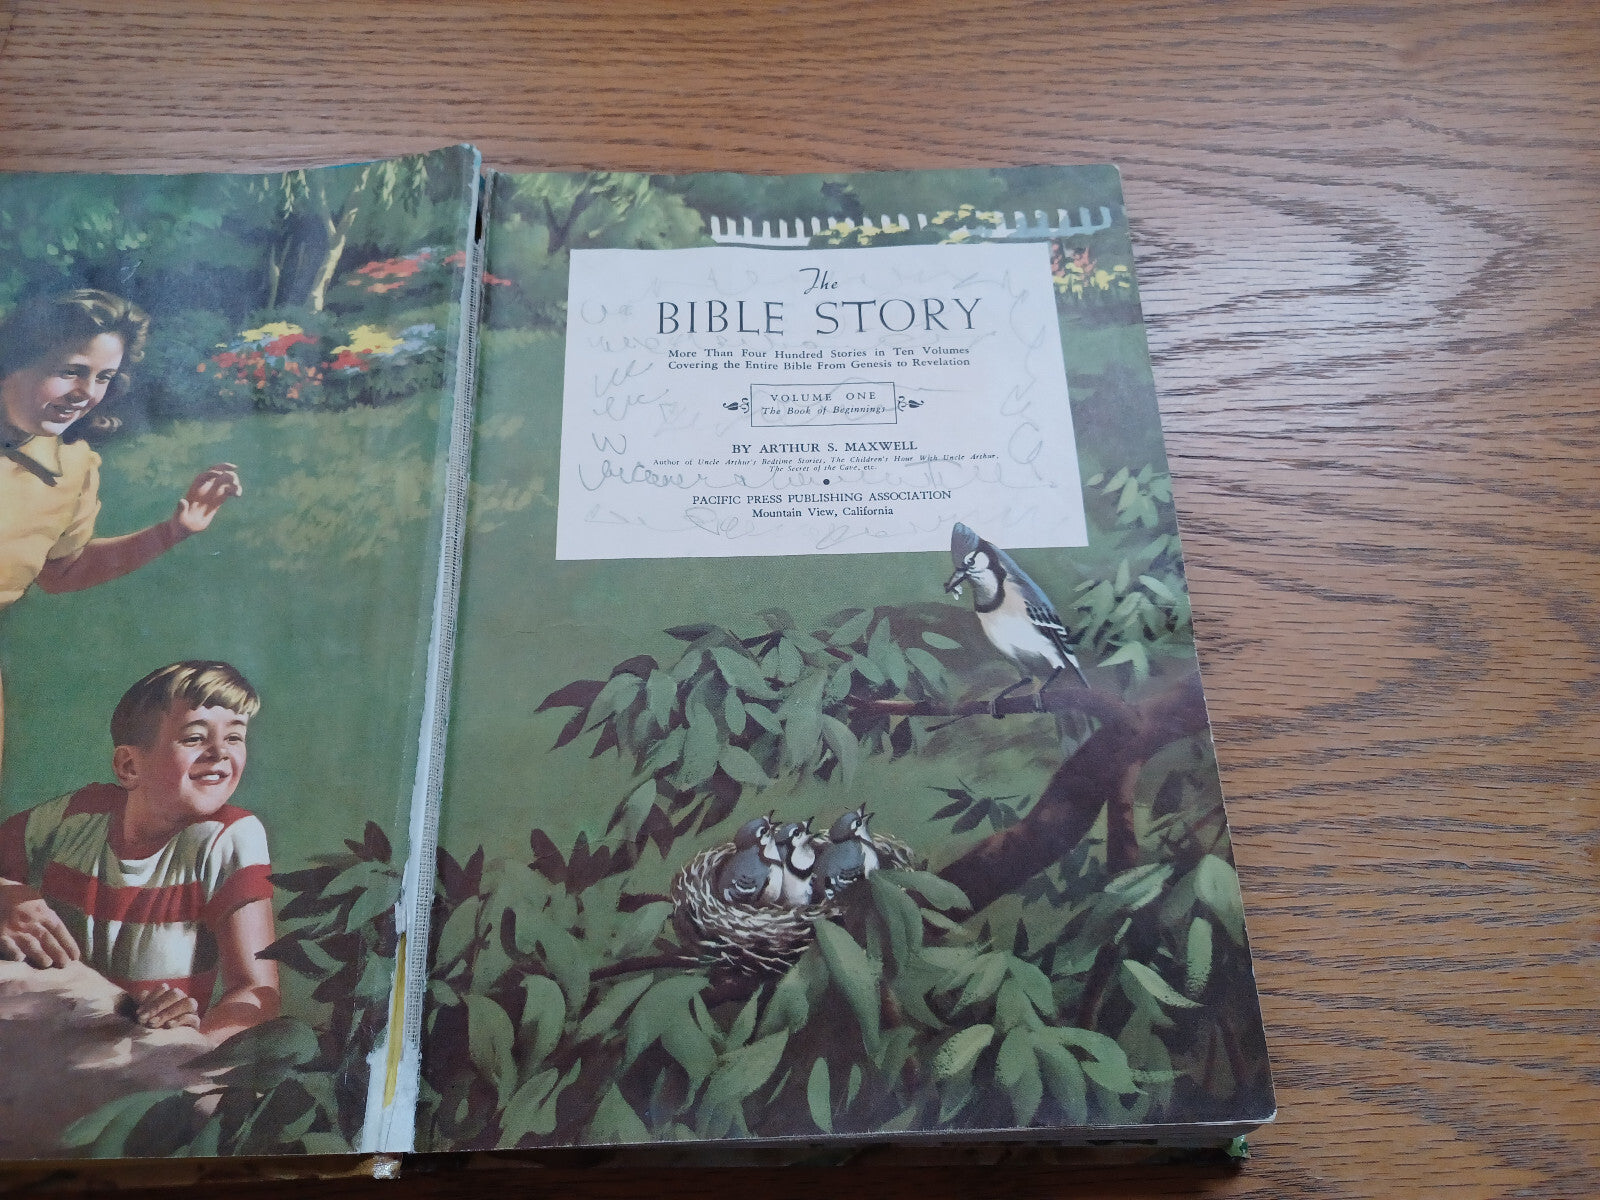 The
BIBLE STORY
More Than Four Hundred Stories in Ten Volumes
Covering the Entire Bible From Genesis to Revelation
VOLUME ONE
The Book of Beginnings
BY ARTHUR S. MAXWELL
Author of Uncle Arthur's Bedtime Stories, The Children's Hour With Uncle Arthur,
The Secret of the Cave, etc.
PACIFIC PRESS PUBLISHING ASSOCIATION
Mountain View, California